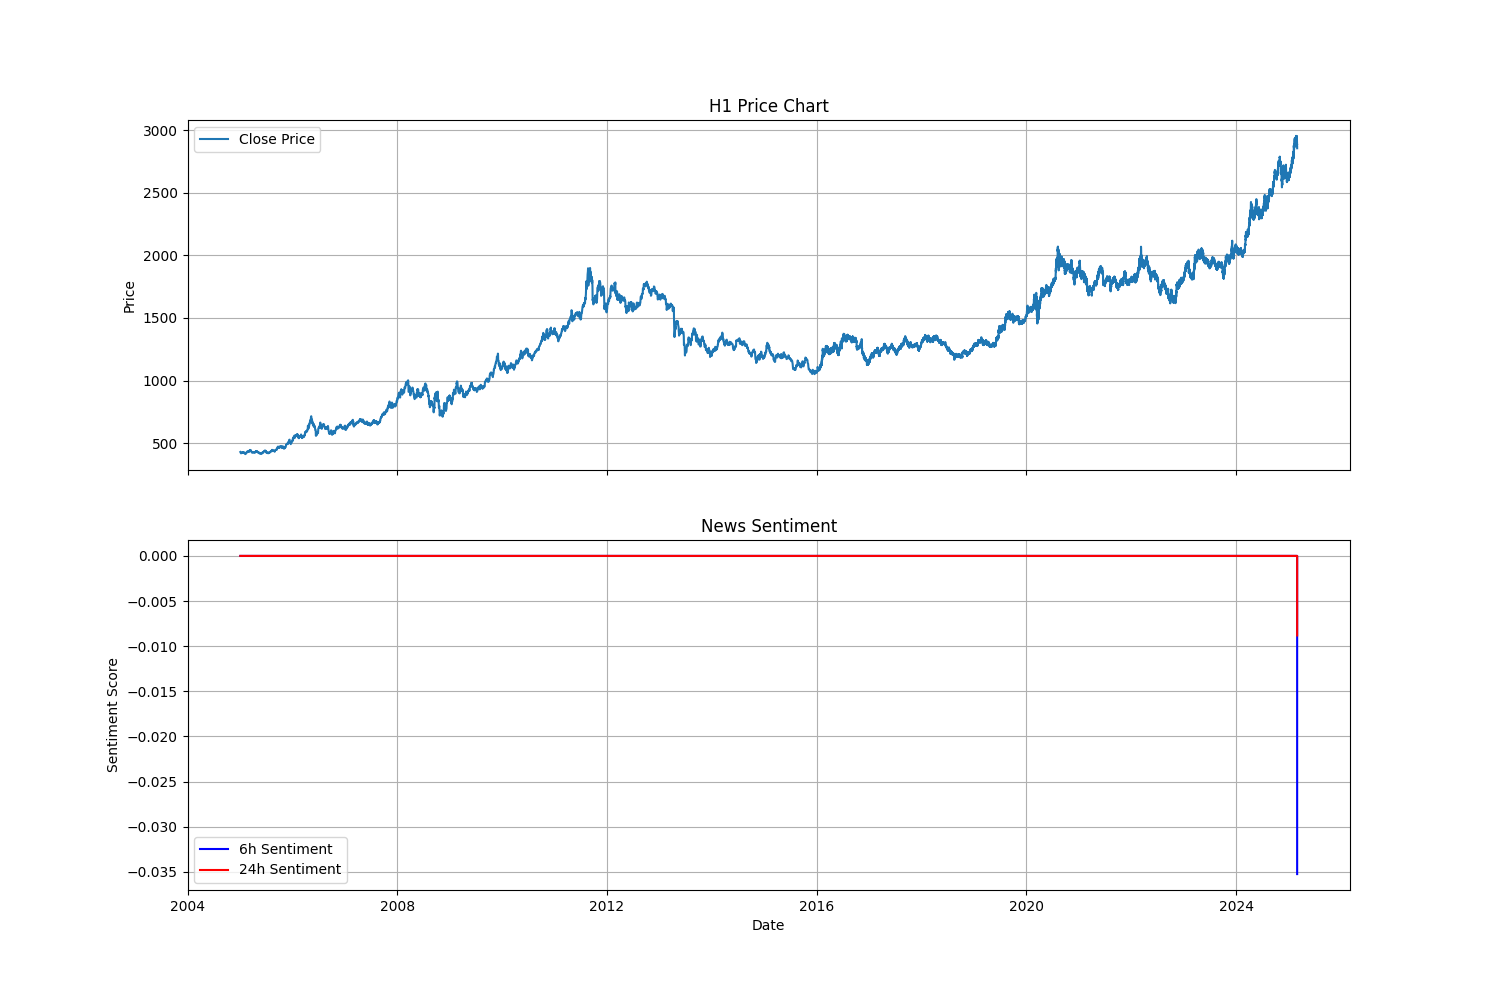 H1 Price Chart
Close Price
Price
3000
2500
2000
1500
1000
500
News Sentiment
Sentiment Score
0.000
−0.005
−0.010
−0.015
−0.020
−0.025
−0.030
−0.035
6h Sentiment
24h Sentiment
2004 2008 2012 2016 2020 2024
Date